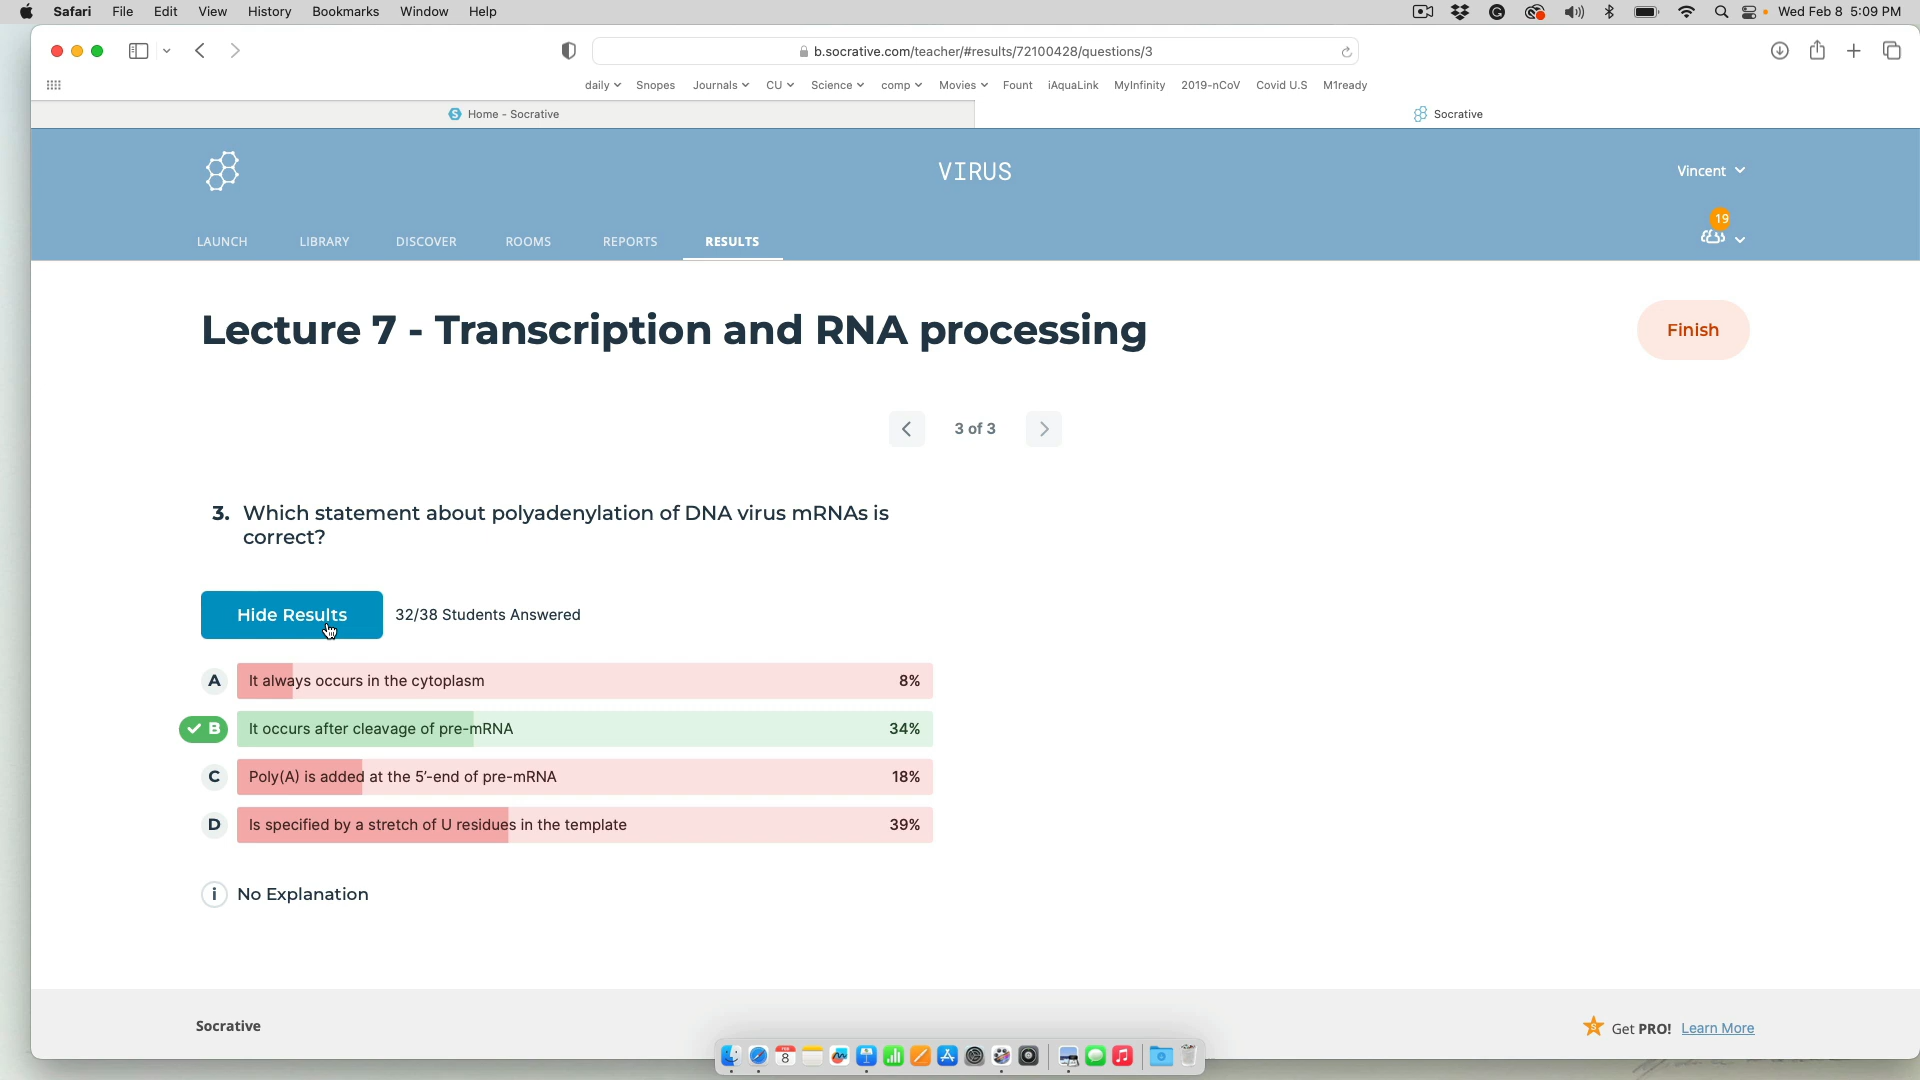 Safari File Edit View History Bookmarks Window Help Wed Feb 8 5:09 PM
b.socrative.com/teacher/#results/72100428/questions/3
daily Snopes Journals CU Science comp Movies Fount iAquaLink MyInfinity 2019-nCoV Covid U.S M1ready
Home - Socrative Socrative
VIRUS Vincent
19
LAUNCH LIBRARY DISCOVER ROOMS REPORTS RESULTS
Lecture 7 - Transcription and RNA processing Finish
3 of 3
3. Which statement about polyadenylation of DNA virus mRNAs is
correct?
Hide Results 32/38 Students Answered
A It always occurs in the cytoplasm 8%
B It occurs after cleavage of pre-mRNA 34%
C Poly(A) is added at the 5'-end of pre-mRNA 18%
D Is specified by a stretch of U residues in the template 39%
i No Explanation
Socrative Get PRO! Learn More
8